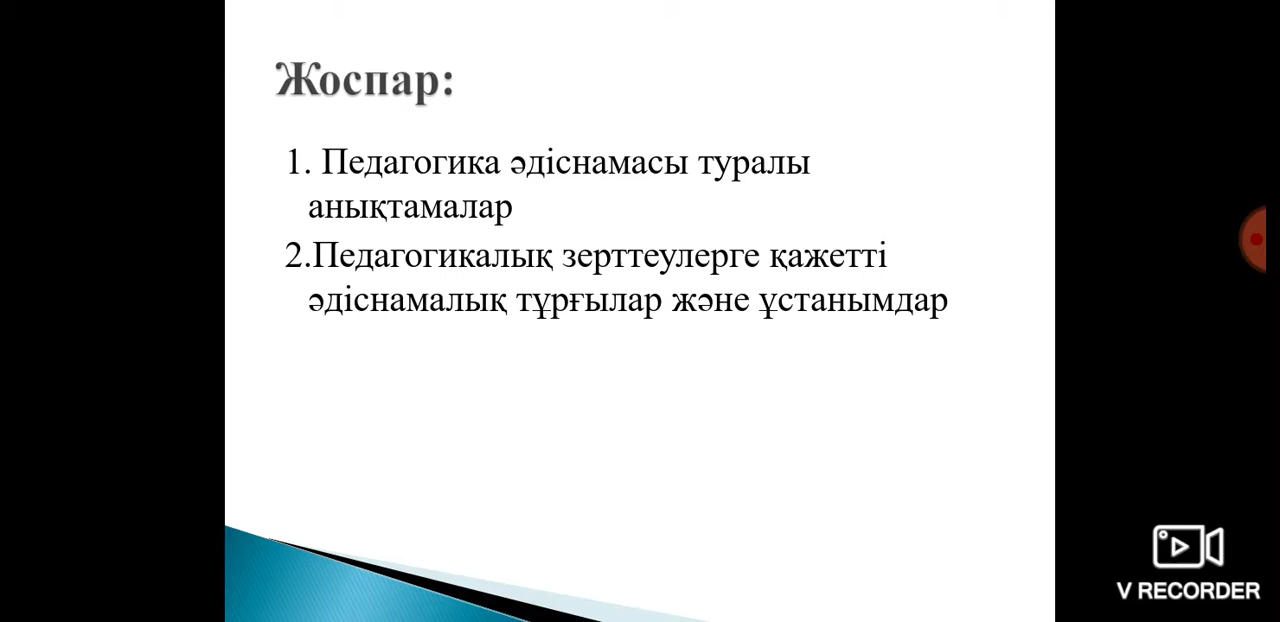 Жоспар:
1. Педагогика әдіснамасы туралы
анықтамалар
2.Педагогикалық зерттеулерге қажетті
әдіснамалық тұрғылар және ұстанымдар
V RECORDER